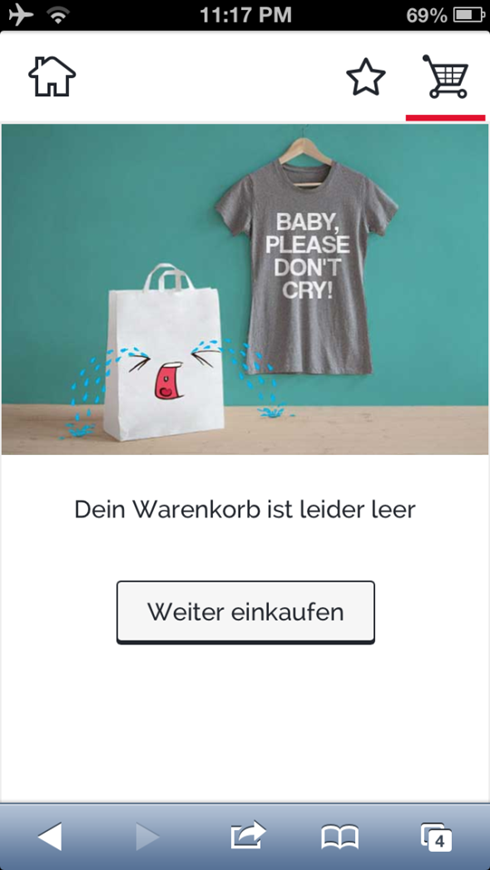 11:17 PM
69%
BABY,
PLEASE
DON'T
CRY!
Dein Warenkorb ist leider leer
Weiter einkaufen
4